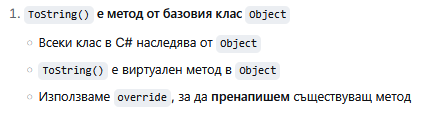 1. ToString() е метод от базовия клас Object
○ Всеки клас в C# наследява от Object
○ ToString() е виртуален метод в Object
○ Използваме override, за да пренапишем съществуващ метод